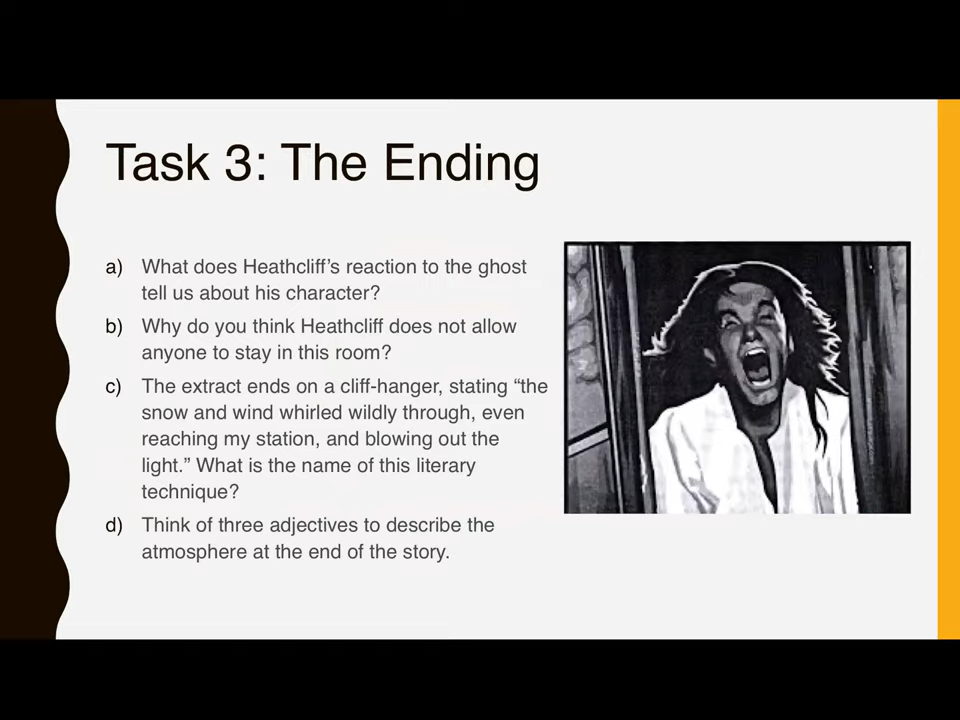 Task 3: The Ending
a) What does Heathcliff’s reaction to the ghost
tell us about his character?
b) Why do you think Heathcliff does not allow
anyone to stay in this room?
c) The extract ends on a cliff-hanger, stating “the
snow and wind whirled wildly through, even
reaching my station, and blowing out the
light.” What is the name of this literary
technique?
d) Think of three adjectives to describe the
atmosphere at the end of the story.